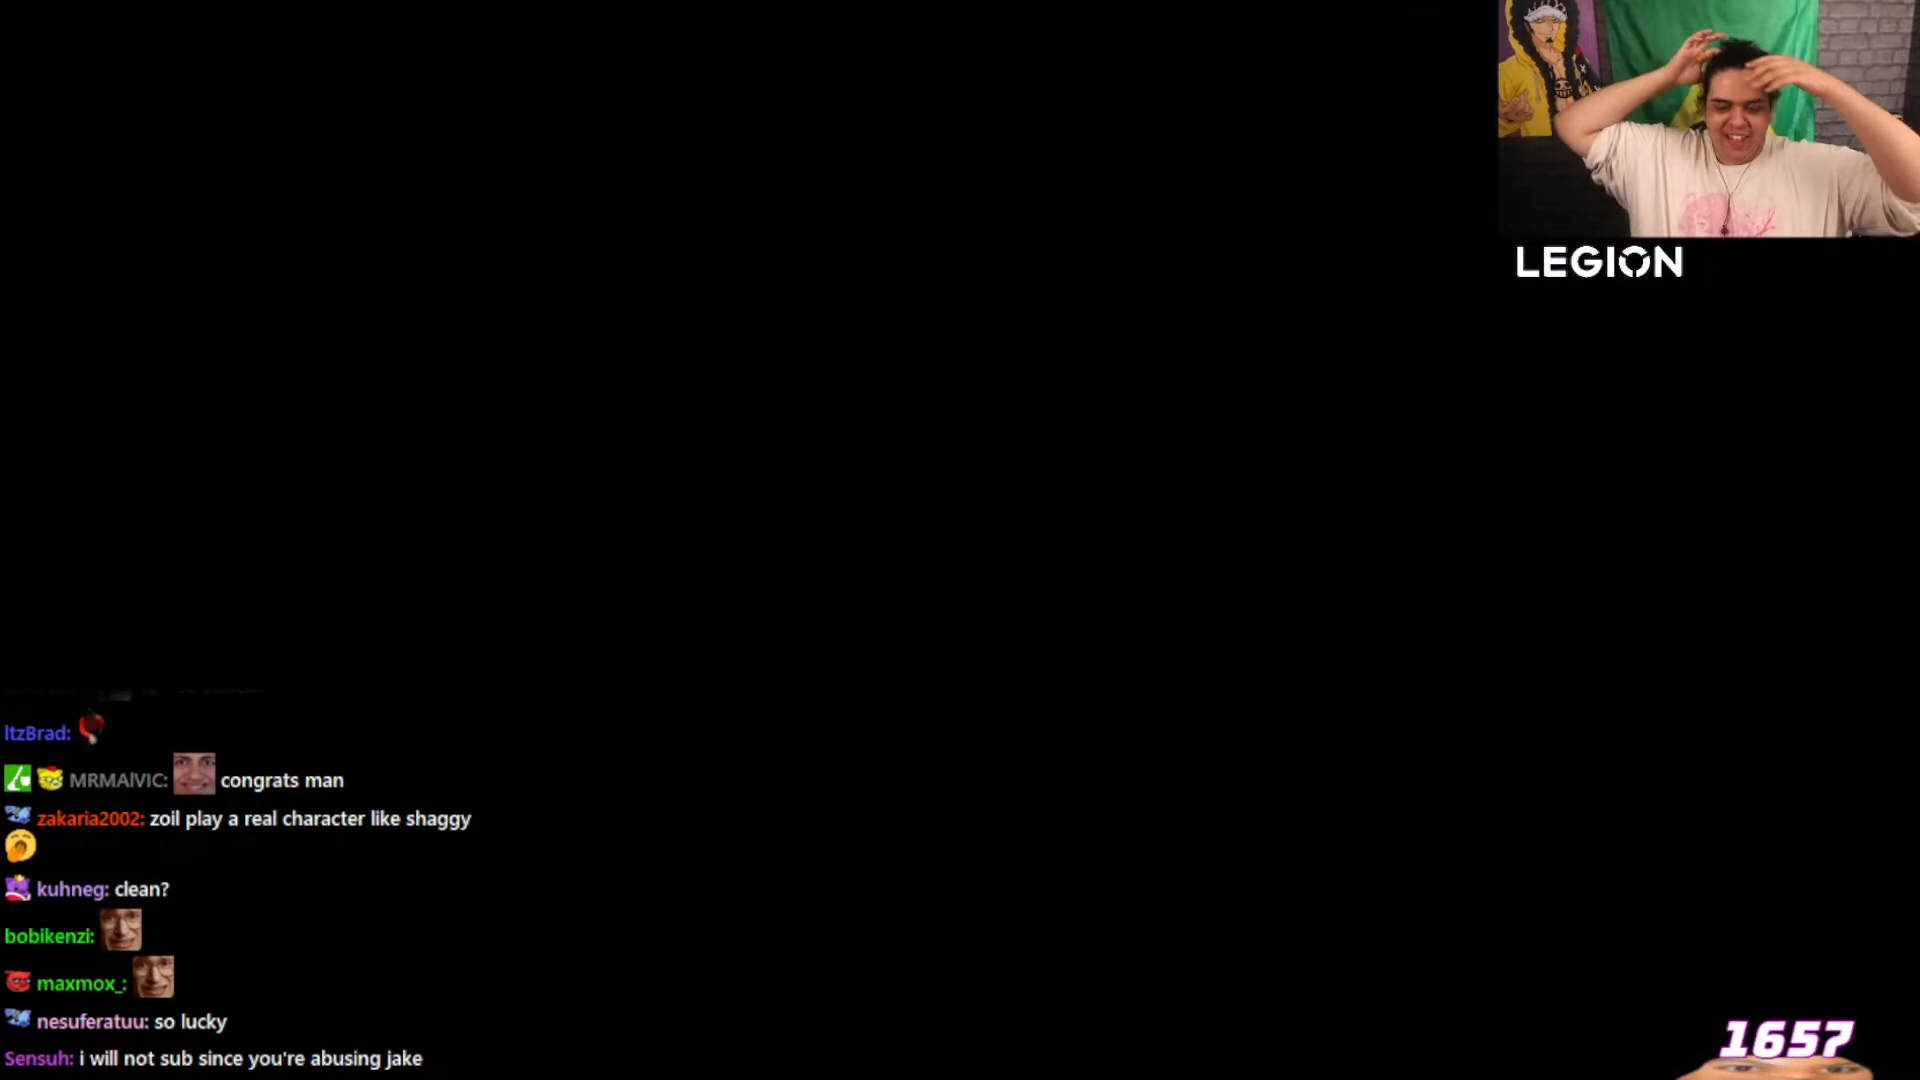 LEGION
ItzBrad:
MRMAlVIC: congrats man
zakaria2002: zoil play a real character like shaggy
kuhneg: clean?
bobikenzi:
maxmox_:
nesuferatuu: so lucky
Sensuh: i will not sub since you're abusing jake
1657